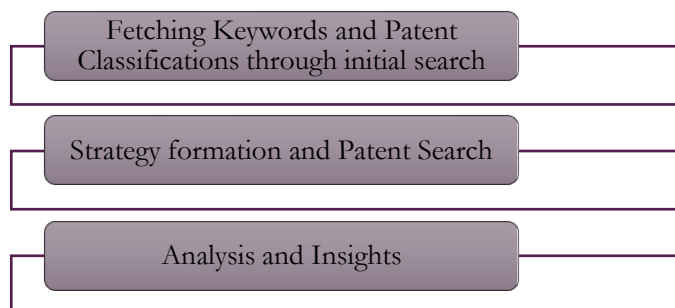 Fetching Keywords and Patent
Classifications through initial search
Strategy formation and Patent Search
Analysis and Insights